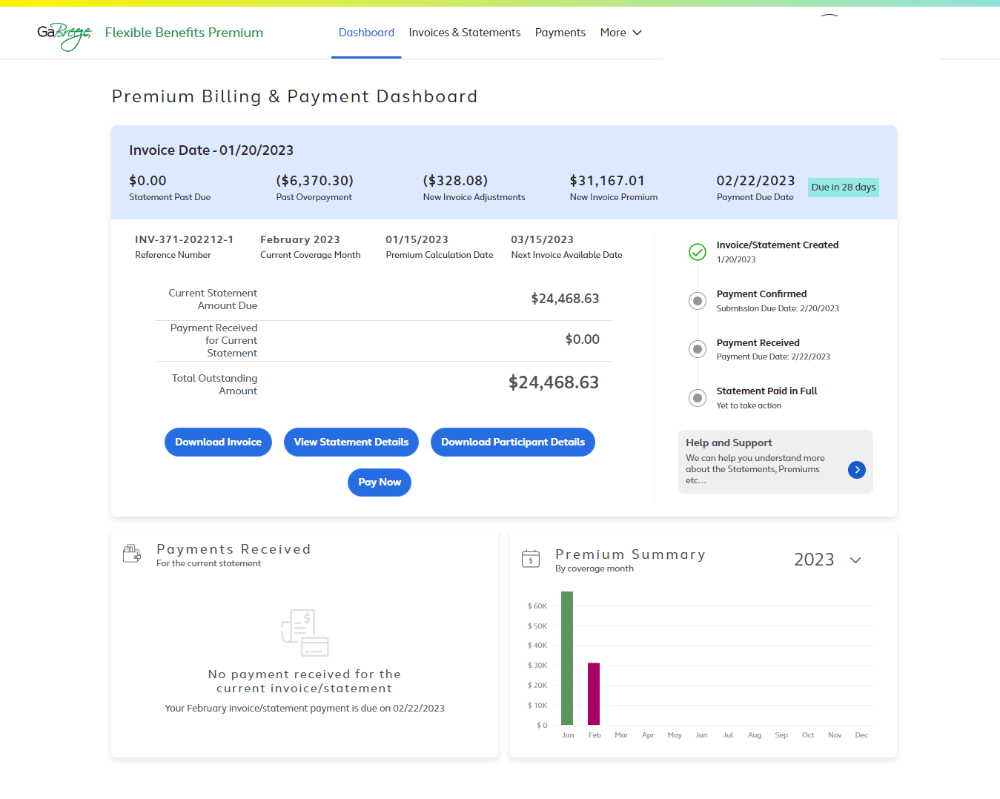 GaBreeze Flexible Benefits Premium
Dashboard Invoices & Statements Payments More
Premium Billing & Payment Dashboard
Invoice Date - 01/20/2023
$0.00 ($6,370.30) ($328.08) $31,167.01 02/22/2023 Due in 28 days
Statement Past Due Past Overpayment New Invoice Adjustments New Invoice Premium Payment Due Date
INV-371-202212-1 February 2023 01/15/2023 03/15/2023
Reference Number Current Coverage Month Premium Calculation Date Next Invoice Available Date
Current Statement
Amount Due
$24,468.63
Payment Received
for Current
Statement
$0.00
Total Outstanding
Amount
$24,468.63
Download Invoice View Statement Details Download Participant Details
Pay Now
Invoice/Statement Created
1/20/2023
Payment Confirmed
Submission Due Date: 2/20/2023
Payment Received
Payment Due Date: 2/22/2023
Statement Paid in Full
Yet to take action
Help and Support
We can help you understand more
about the Statements, Premiums
etc...
Payments Received
For the current statement
$
No payment received for the
current invoice/statement
Your February invoice/statement payment is due on 02/22/2023
$
Premium Summary
By coverage month
2023
$ 60K
$ 50K
$ 40K
$ 30K
$ 20K
$ 10K
$ 0
Jan Feb Mar Apr May Jun Jul Aug Sep Oct Nov Dec